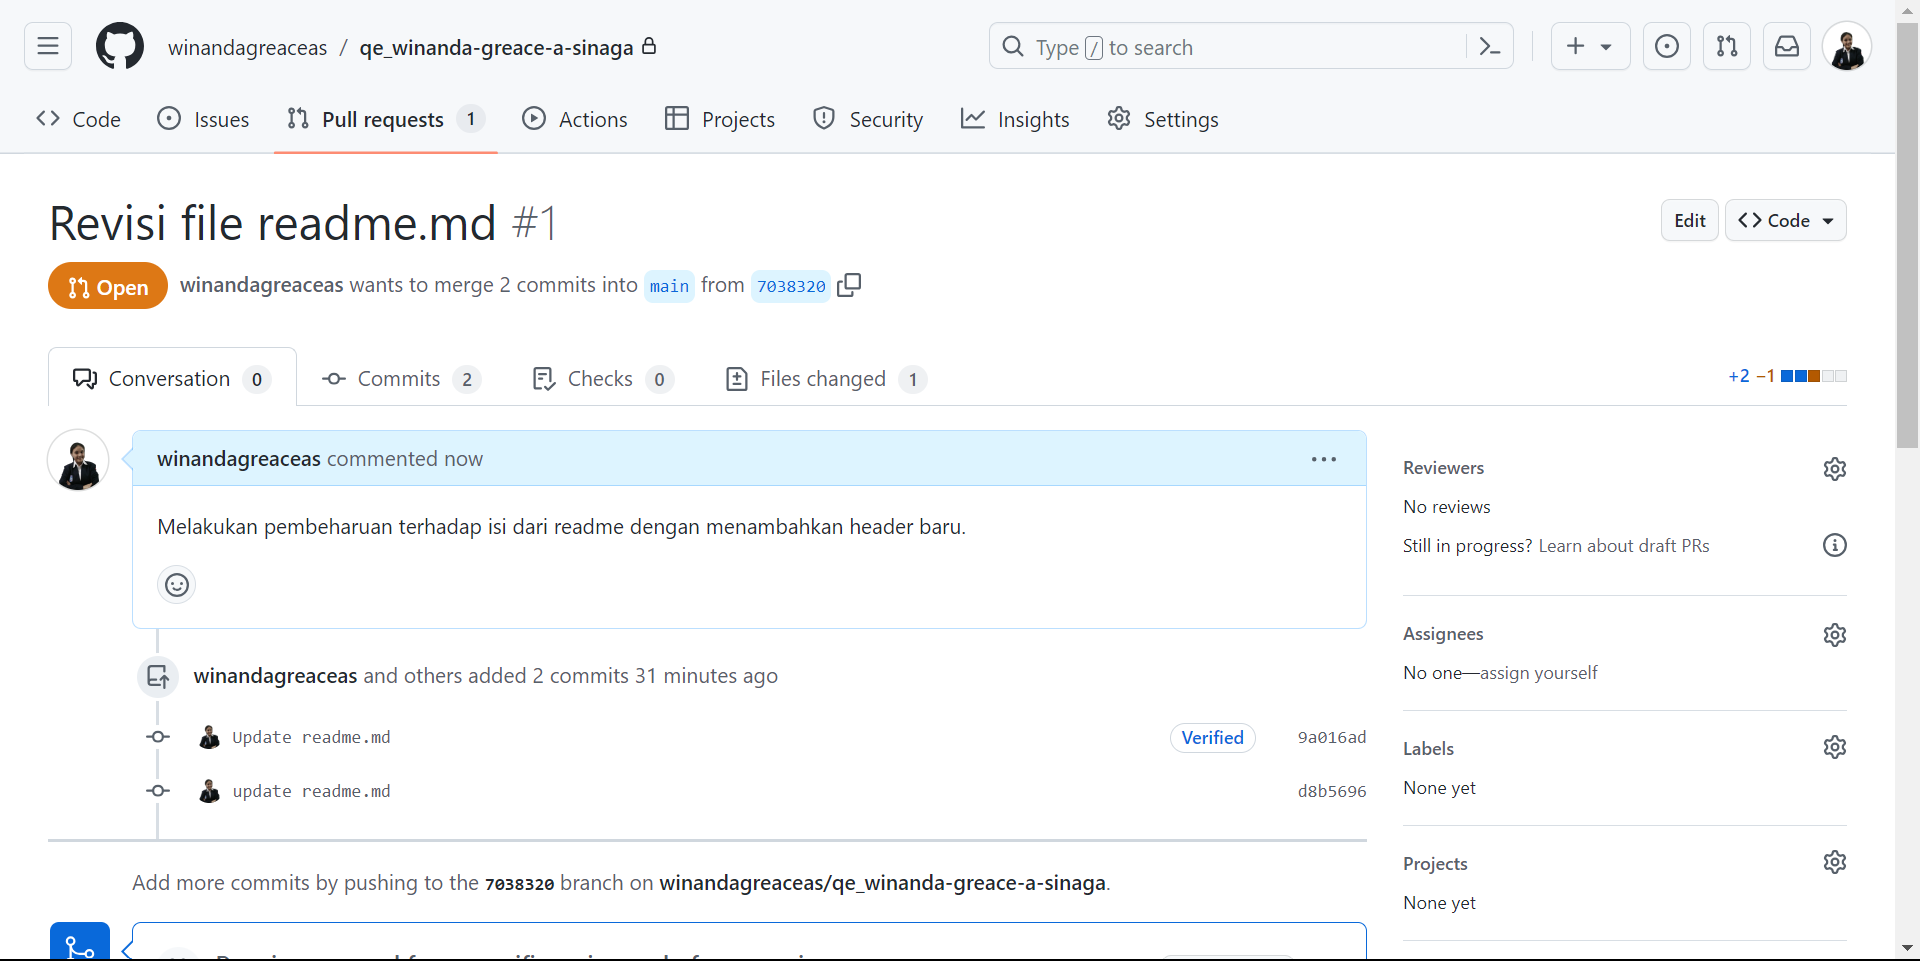 winandagreaceas / qe_winanda-greace-a-sinaga
Type / to search
Code
Issues
Pull requests 1
Actions
Projects
Security
Insights
Settings
Revisi file readme.md #1
Edit
Code
Open
winandagreaceas wants to merge 2 commits into main from 7038320
Conversation 0
Commits 2
Checks 0
Files changed 1
+2 −1
winandagreaceas commented now
Melakukan pembeharuan terhadap isi dari readme dengan menambahkan header baru.
winandagreaceas and others added 2 commits 31 minutes ago
Update readme.md
Verified
9a016ad
update readme.md
d8b5696
Add more commits by pushing to the 7038320 branch on winandagreaceas/qe_winanda-greace-a-sinaga.
Reviewers
No reviews
Still in progress? Learn about draft PRs
Assignees
No one—assign yourself
Labels
None yet
Projects
None yet